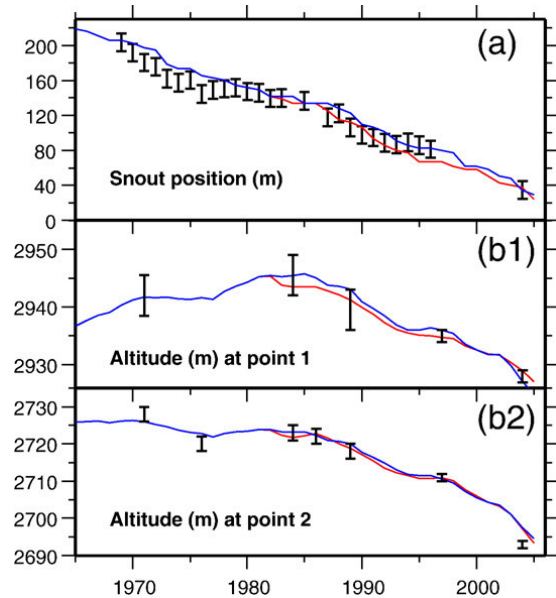 (a)
200
160
120
80
40
0
Snout position (m)
(b1)
2950
2940
2930
Altitude (m) at point 1
(b2)
2730
2720
2710
2700
2690
Altitude (m) at point 2
1970 1980 1990 2000